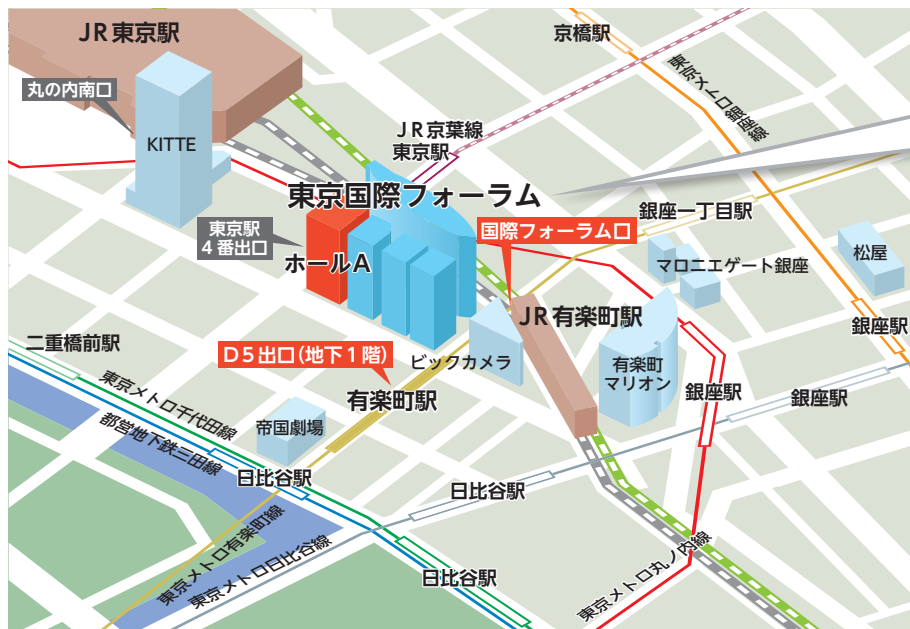 JR東京駅
京橋駅
丸の内南口
東京メトロ銀座線
KITTE
JR京葉線
東京駅
東京国際フォーラム
銀座一丁目駅
東京駅
4番出口
国際フォーラム口
ホールA
マロニエゲート銀座
松屋
JR有楽町駅
銀座駅
二重橋前駅
D5出口(地下1階)
ビックカメラ
有楽町
マリオン
有楽町駅
銀座駅
銀座駅
東京メトロ千代田線
帝国劇場
都営地下鉄三田線
日比谷駅
日比谷駅
東京メトロ有楽町線
東京メトロ日比谷線
日比谷駅
東京メトロ丸ノ内線